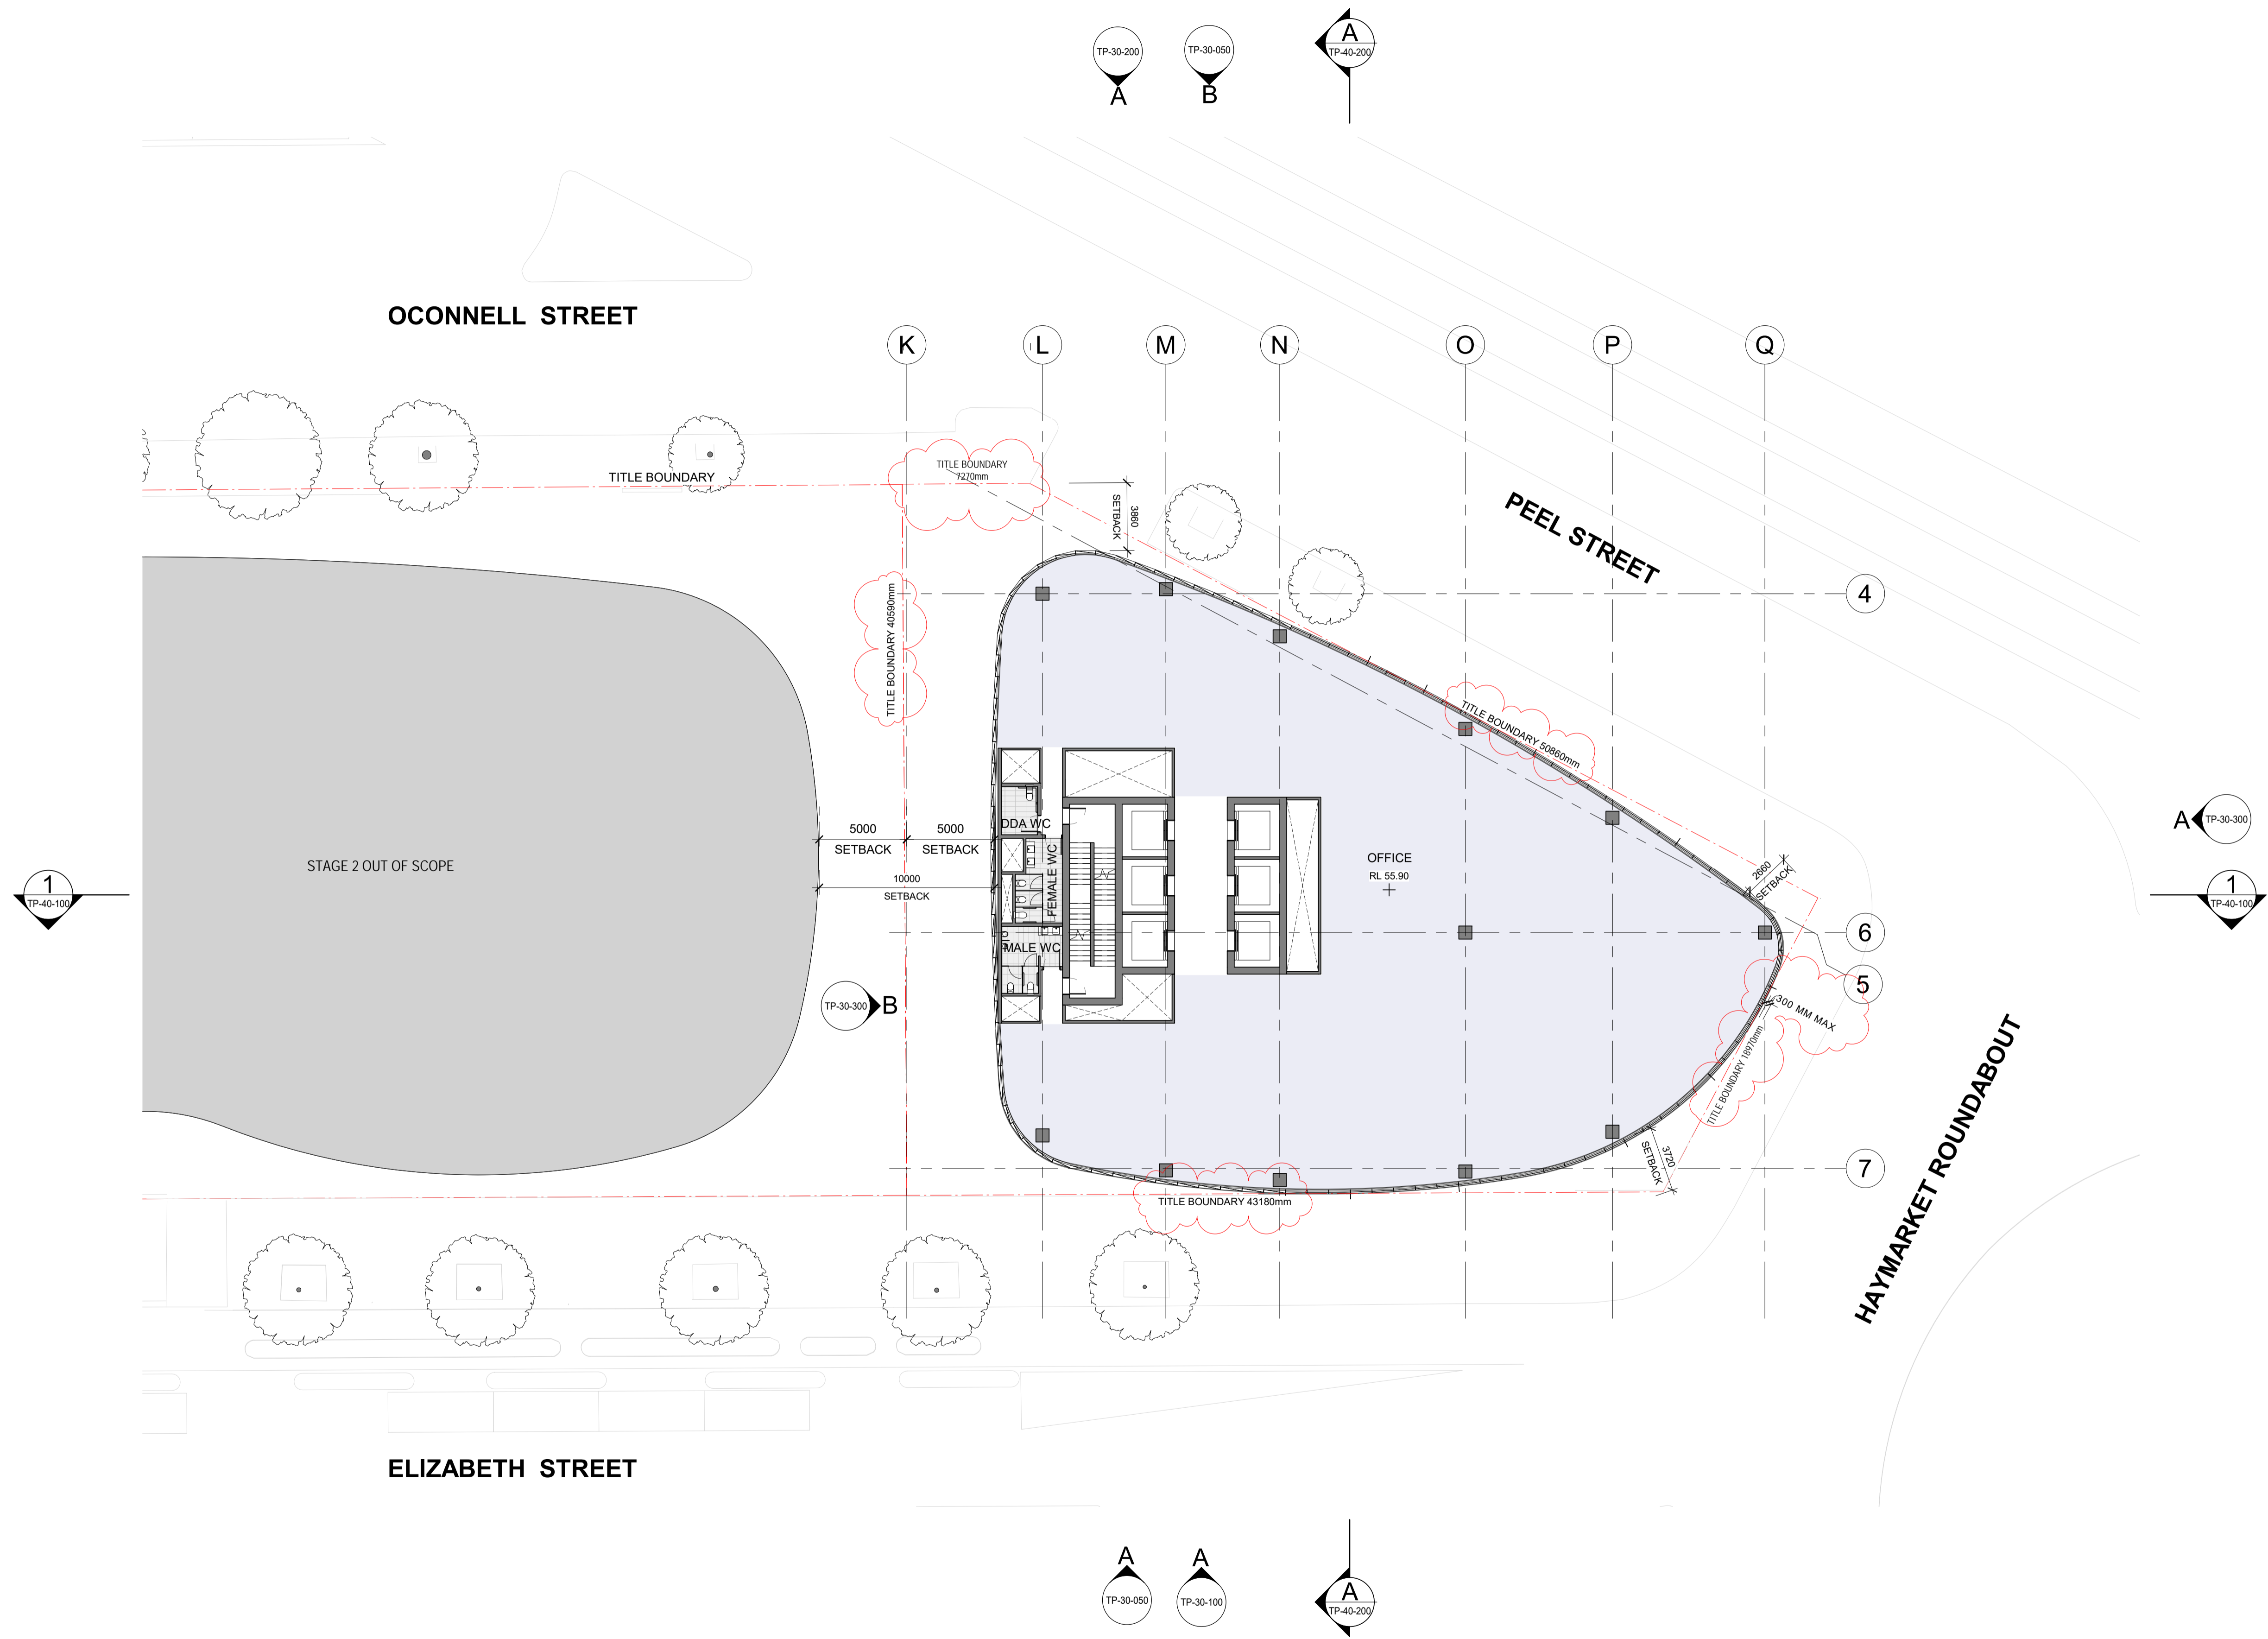 TP-30-200
A
TP-30-050
B
A
TP-40-200
OCONNELL STREET
K
L
M
N
O
P
Q
TITLE BOUNDARY
7270mm
TITLE BOUNDARY
3860
SETBACK
PEEL STREET
4
TITLE BOUNDARY 40590mm
TITLE BOUNDARY 50860mm
DDA WC
5000
SETBACK
5000
SETBACK
10000
SETBACK
FEMALE WC
MALE WC
OFFICE
RL 55.90
STAGE 2 OUT OF SCOPE
2660
SETBACK
A
TP-30-300
1
TP-40-100
1
TP-40-100
6
5
TP-30-300
B
300 MM MAX
TITLE BOUNDARY 18970mm
HAYMARKET ROUNDABOUT
3720
SETBACK
7
TITLE BOUNDARY 43180mm
ELIZABETH STREET
A
TP-30-050
A
TP-30-100
A
TP-40-200